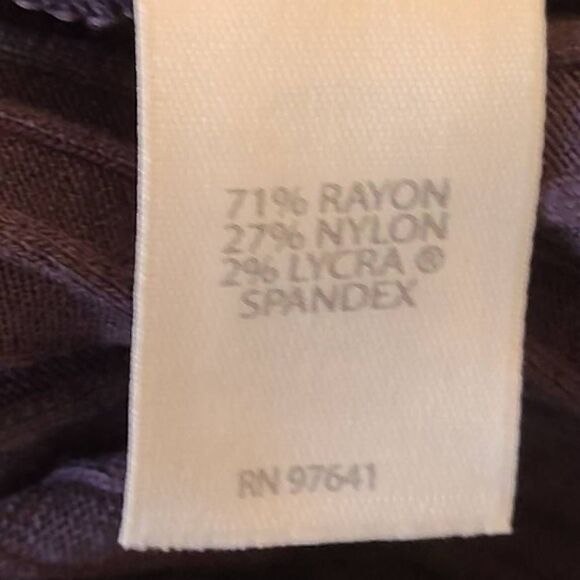 71% RAYON
27% NYLON
2% LYCRA ®
SPANDEX
RN 97641